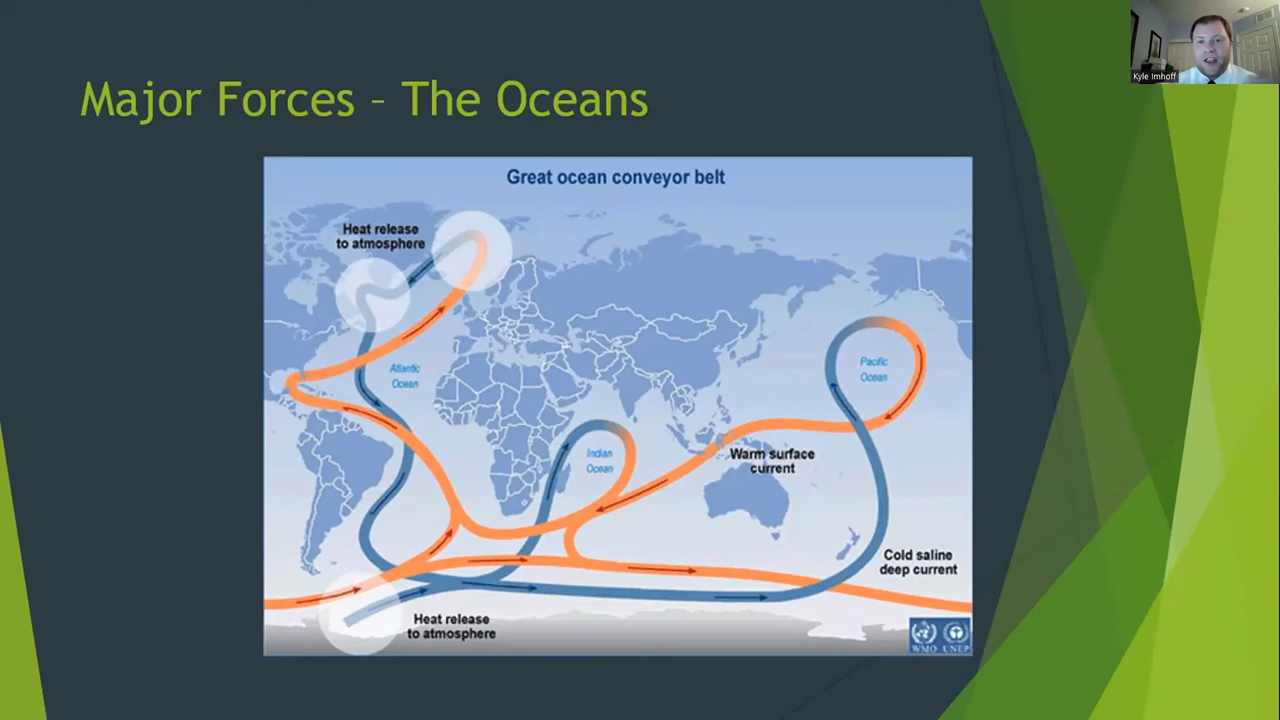 Kyle Imhoff
Major Forces – The Oceans
Great ocean conveyor belt
Heat release
to atmosphere
Atlantic
Ocean
Pacific
Ocean
Indian
Ocean
Warm surface
current
Cold saline
deep current
Heat release
to atmosphere
WMO UNEP